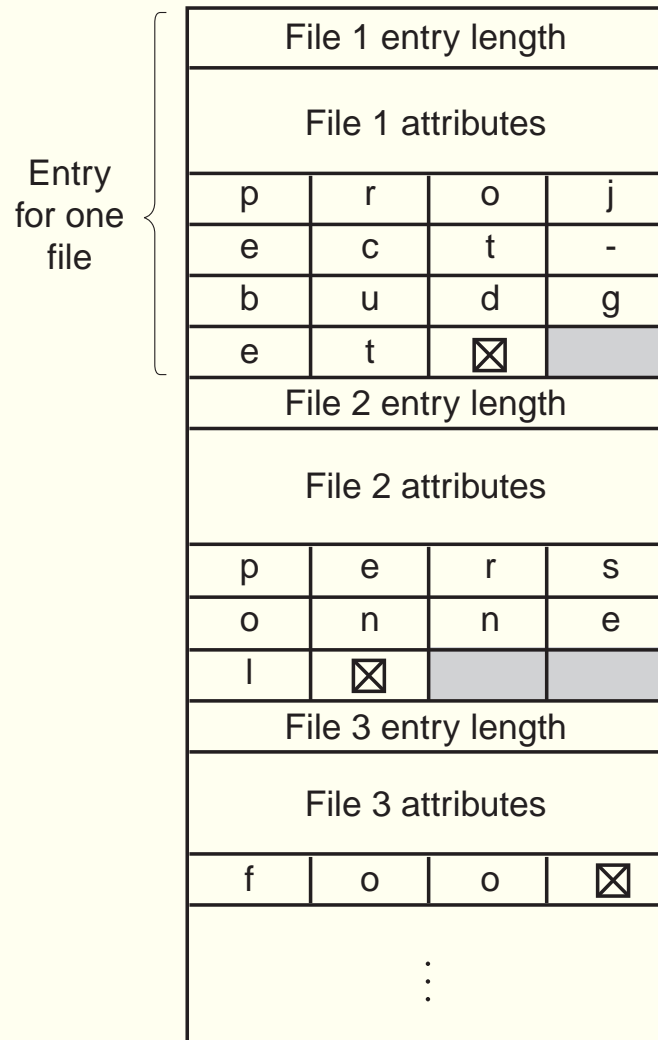 File 1 entry length
File 1 attributes
Entry
for one
file
p r o j
e c t -
b u d g
e t ☒
File 2 entry length
File 2 attributes
p e r s
o n n e
l ☒
File 3 entry length
File 3 attributes
f o o ☒
⋮